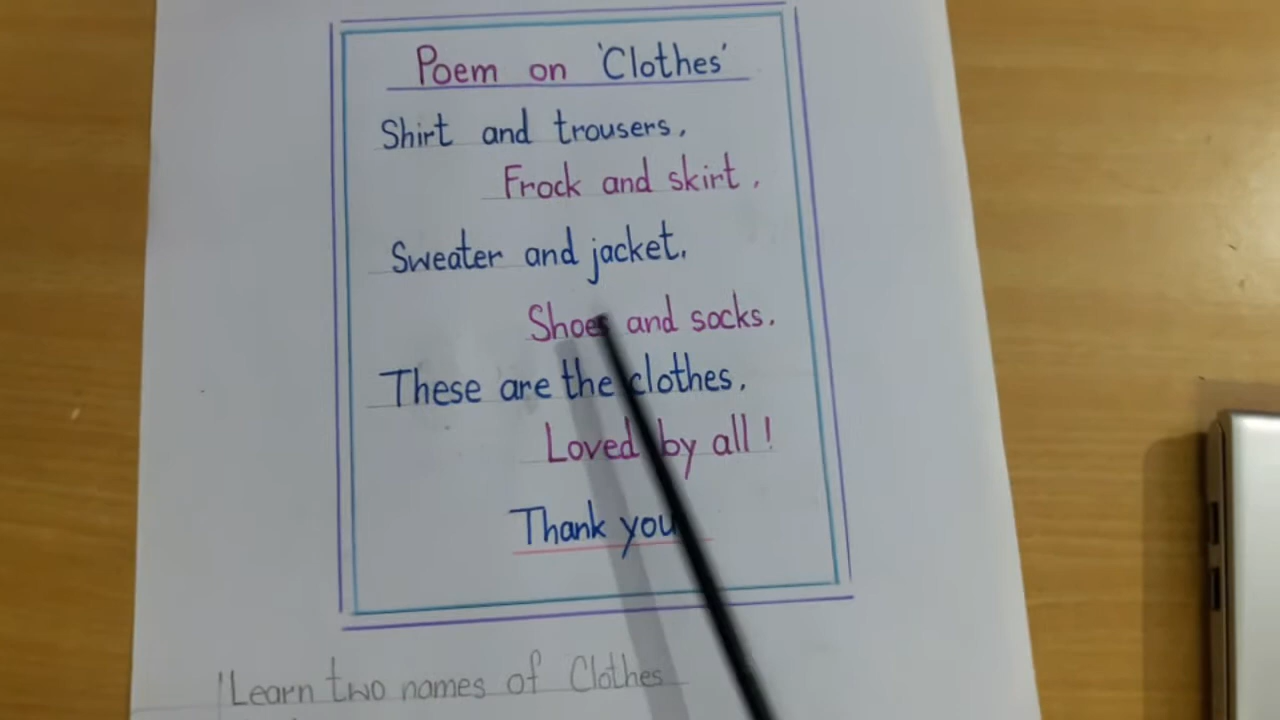 Poem on 'Clothes'
Shirt and trousers,
Frock and skirt.
Sweater and jacket,
Shoes and socks.
These are the clothes,
Loved by all!
Thank you
Learn two names of Clothes